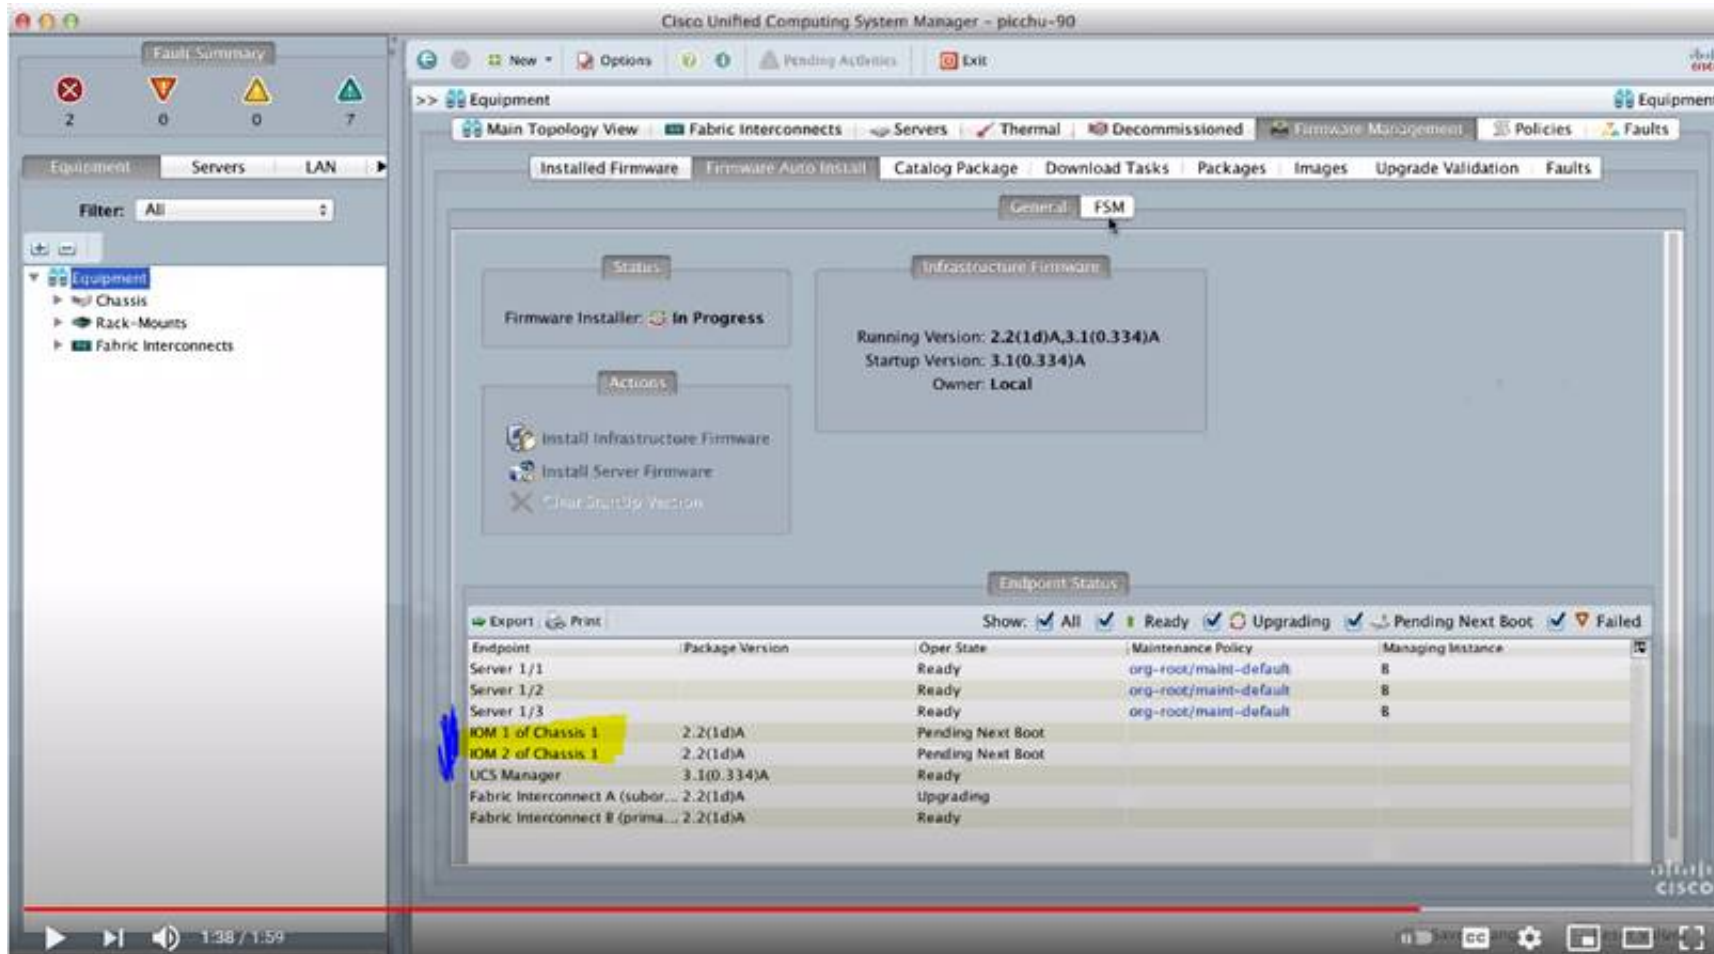 Cisco Unified Computing System Manager - picchu-90
Fault Summary
2 0 0 7
Equipment Servers LAN
Filter: All
Equipment
Chassis
Rack-Mounts
Fabric Interconnects
New Options Pending Activities Exit
cisco
>> Equipment Equipment
Main Topology View Fabric Interconnects Servers Thermal Decommissioned Firmware Management Policies Faults
Installed Firmware Firmware Auto Install Catalog Package Download Tasks Packages Images Upgrade Validation Faults
General FSM
Status
Firmware Installer: In Progress
Infrastructure Firmware
Running Version: 2.2(1d)A,3.1(0.334)A
Startup Version: 3.1(0.334)A
Owner: Local
Actions
Install Infrastructure Firmware
Install Server Firmware
Clear StartUp Version
Endpoint Status
Export Print Show: All Ready Upgrading Pending Next Boot Failed
Endpoint Package Version Oper State Maintenance Policy Managing Instance
Server 1/1 Ready org-root/maint-default B
Server 1/2 Ready org-root/maint-default B
Server 1/3 Ready org-root/maint-default B
IOM 1 of Chassis 1 2.2(1d)A Pending Next Boot
IOM 2 of Chassis 1 2.2(1d)A Pending Next Boot
UCS Manager 3.1(0.334)A Ready
Fabric Interconnect A (subor... 2.2(1d)A Upgrading
Fabric Interconnect B (prima... 2.2(1d)A Ready
CISCO
1:38 / 1:59
CC